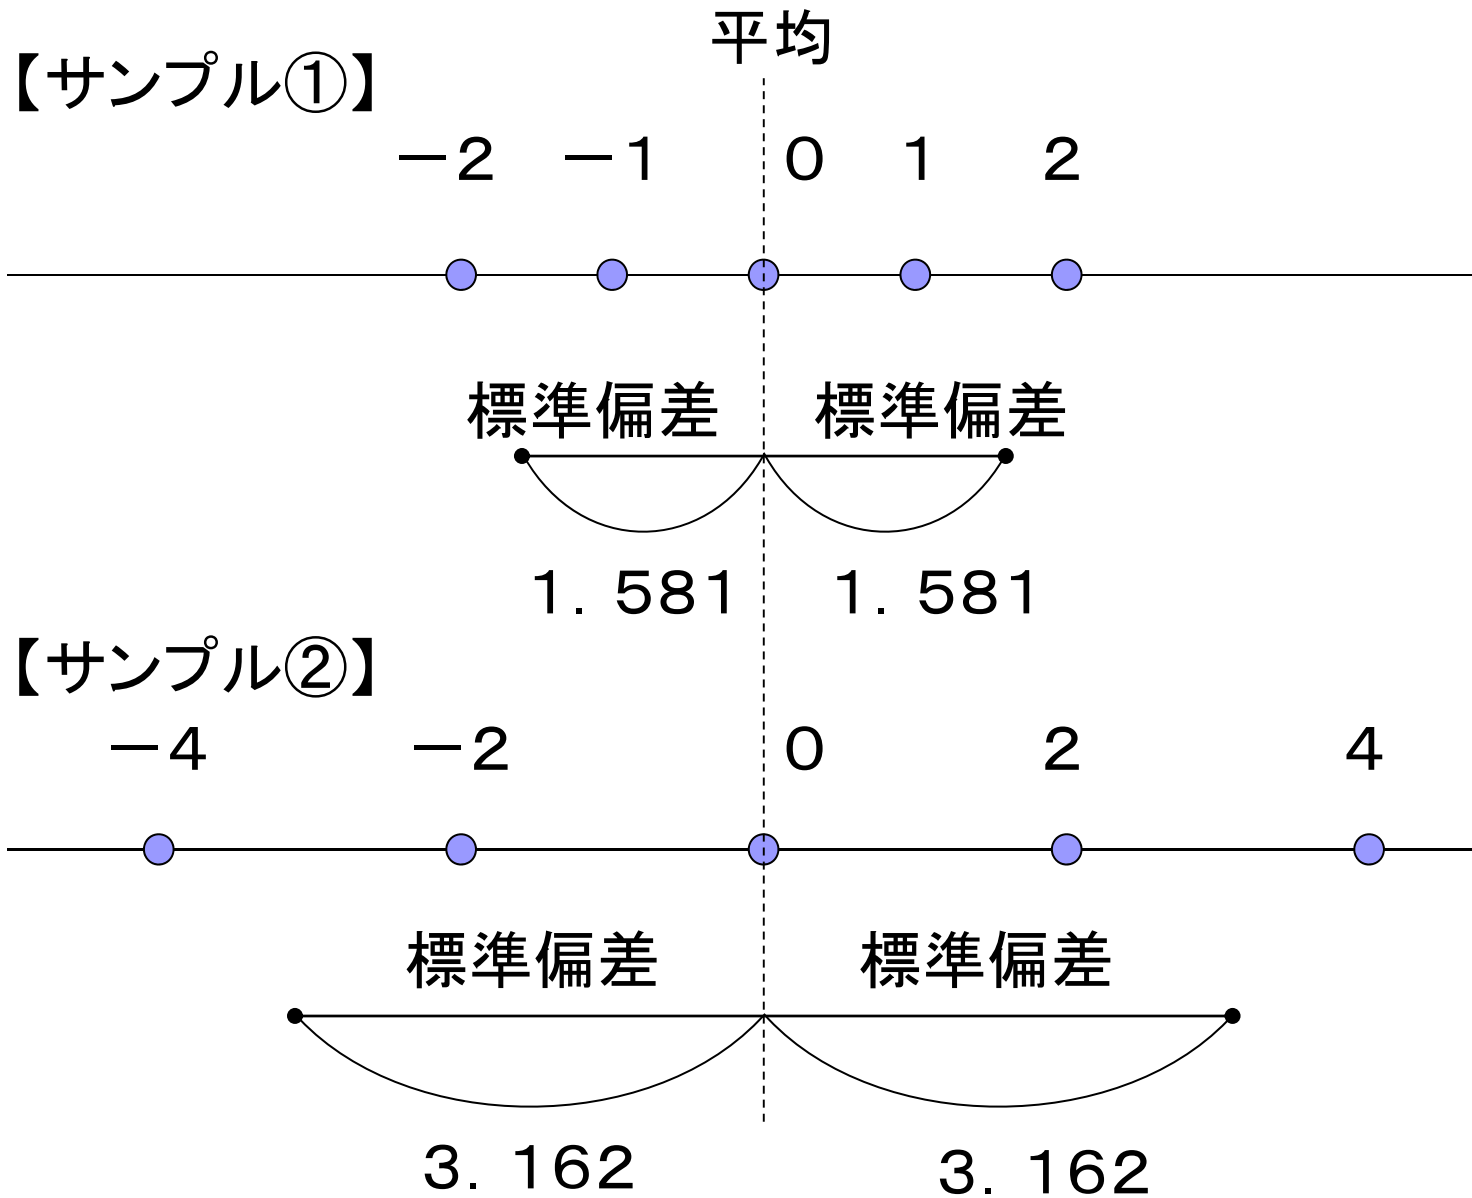 平均
【サンプル①】
－2 －1 0 1 2
標準偏差 標準偏差
1．581 1．581
【サンプル②】
－4 －2 0 2 4
標準偏差 標準偏差
3．162 3．162